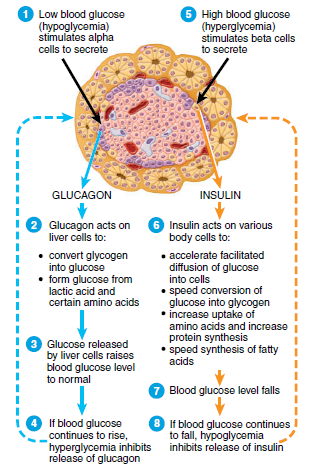 1 Low blood glucose
(hypoglycemia)
stimulates alpha
cells to secrete
5 High blood glucose
(hyperglycemia)
stimulates beta cells
to secrete
GLUCAGON
INSULIN
2 Glucagon acts on
liver cells to:
• convert glycogen
into glucose
• form glucose from
lactic acid and
certain amino acids
3 Glucose released
by liver cells raises
blood glucose level
to normal
4 If blood glucose
continues to rise,
hyperglycemia inhibits
release of glucagon
6 Insulin acts on various
body cells to:
• accelerate facilitated
diffusion of glucose
into cells
• speed conversion of
glucose into glycogen
• increase uptake of
amino acids and increase
protein synthesis
• speed synthesis of fatty
acids
7 Blood glucose level falls
8 If blood glucose continues
to fall, hypoglycemia
inhibits release of insulin